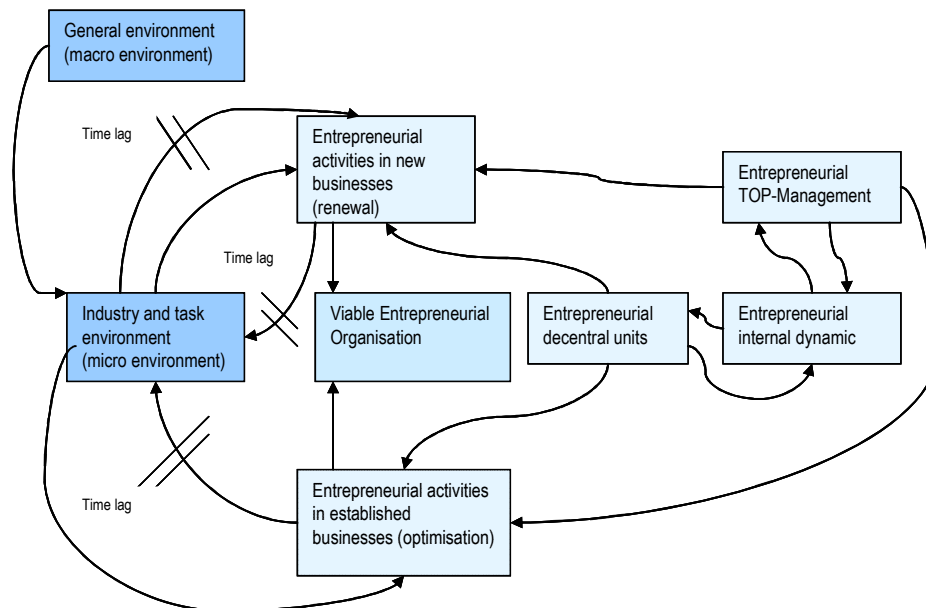 General environment
(macro environment)
Time lag
Entrepreneurial
activities in new
businesses
(renewal)
Entrepreneurial
TOP-Management
Time lag
Industry and task
environment
(micro environment)
Viable Entrepreneurial
Organisation
Entrepreneurial
decentral units
Entrepreneurial
internal dynamic
Time lag
Entrepreneurial activities
in established
businesses (optimisation)